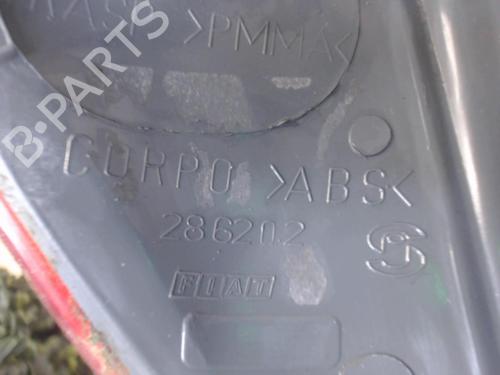 >PMMA<
B-PARTS
CORPO >ABS<
286202
FIAT